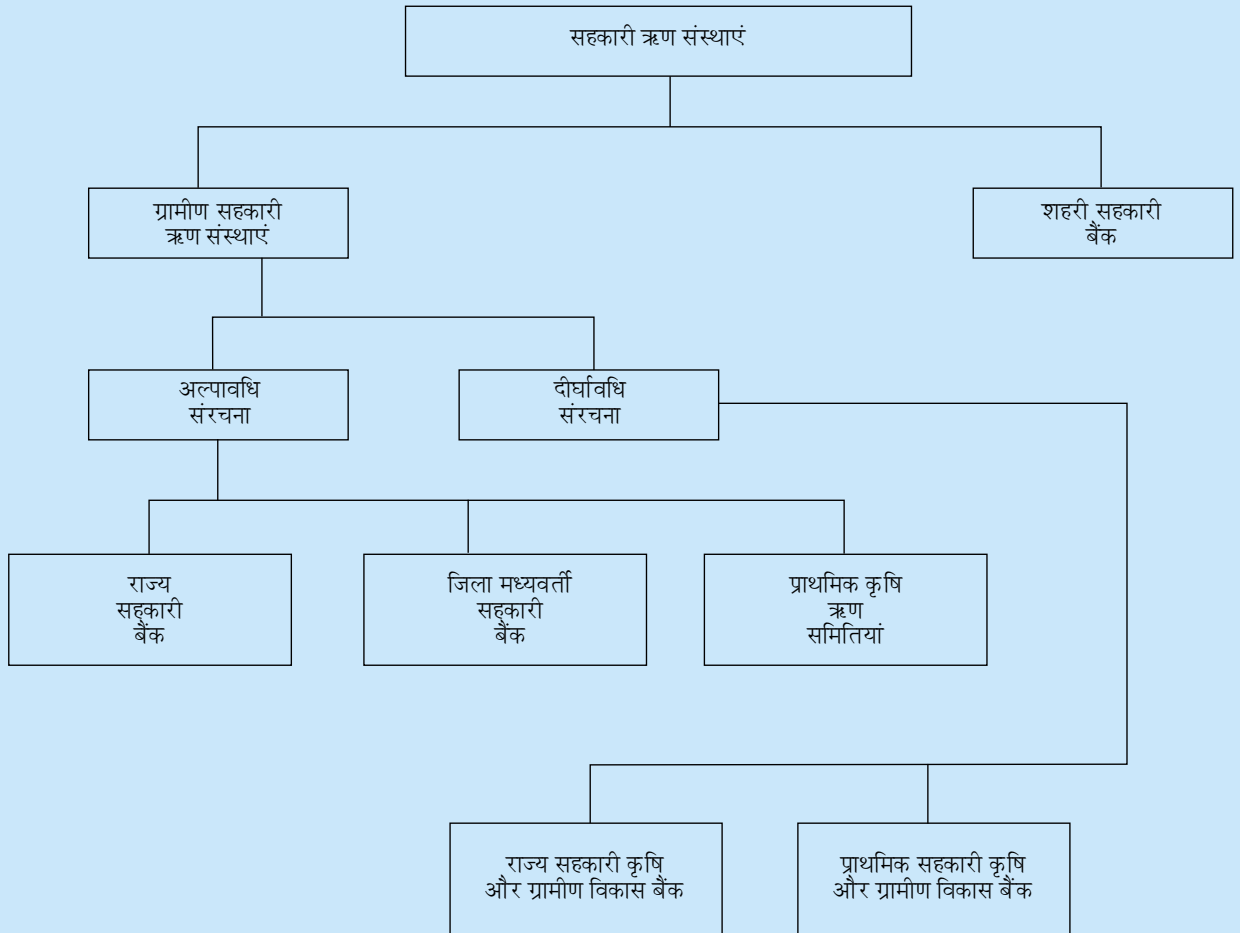 सहकारी ऋण संस्थाएं
ग्रामीण सहकारी
ऋण संस्थाएं
शहरी सहकारी
बैंक
अल्पावधि
संरचना
दीर्घावधि
संरचना
राज्य
सहकारी
बैंक
जिला मध्यवर्ती
सहकारी
बैंक
प्राथमिक कृषि
ऋण
समितियां
राज्य सहकारी कृषि
और ग्रामीण विकास बैंक
प्राथमिक सहकारी कृषि
और ग्रामीण विकास बैंक